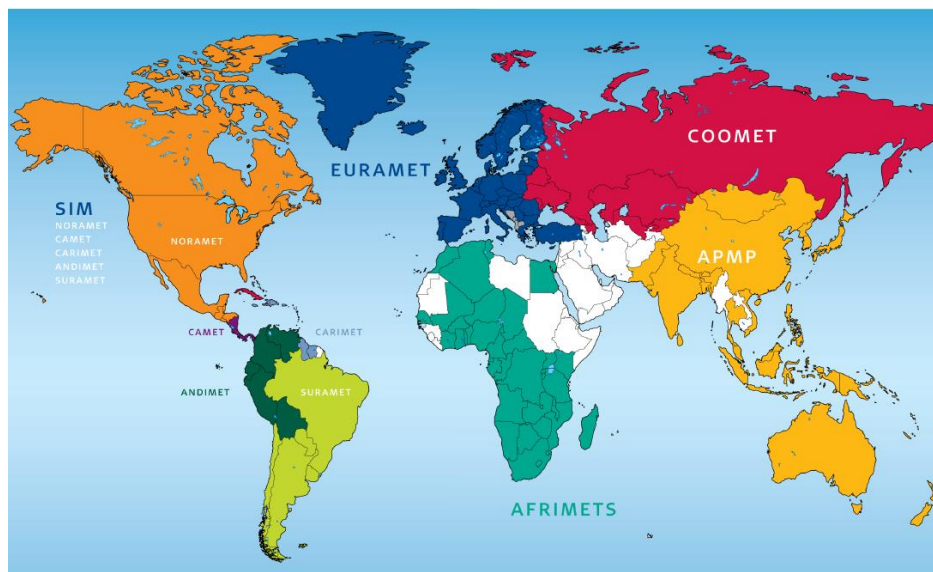 COOMET
EURAMET
SIM
NORAMET
CAMET
CARIMET
ANDIMET
SURAMET
NORAMET
APMP
CAMET
CARIMET
ANDIMET
SURAMET
AFRIMETS